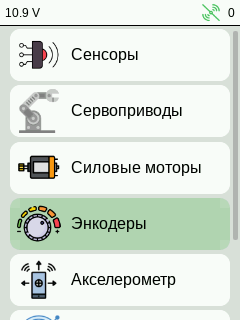 10.9 V 0
Сенсоры
Сервоприводы
Силовые моторы
Энкодеры
Акселерометр